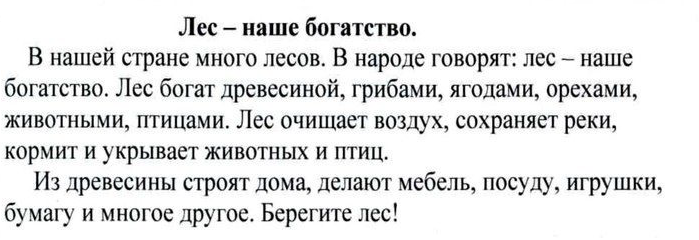 Лес – наше богатство.
В нашей стране много лесов. В народе говорят: лес – наше
богатство. Лес богат древесиной, грибами, ягодами, орехами,
животными, птицами. Лес очищает воздух, сохраняет реки,
кормит и укрывает животных и птиц.
Из древесины строят дома, делают мебель, посуду, игрушки,
бумагу и многое другое. Берегите лес!